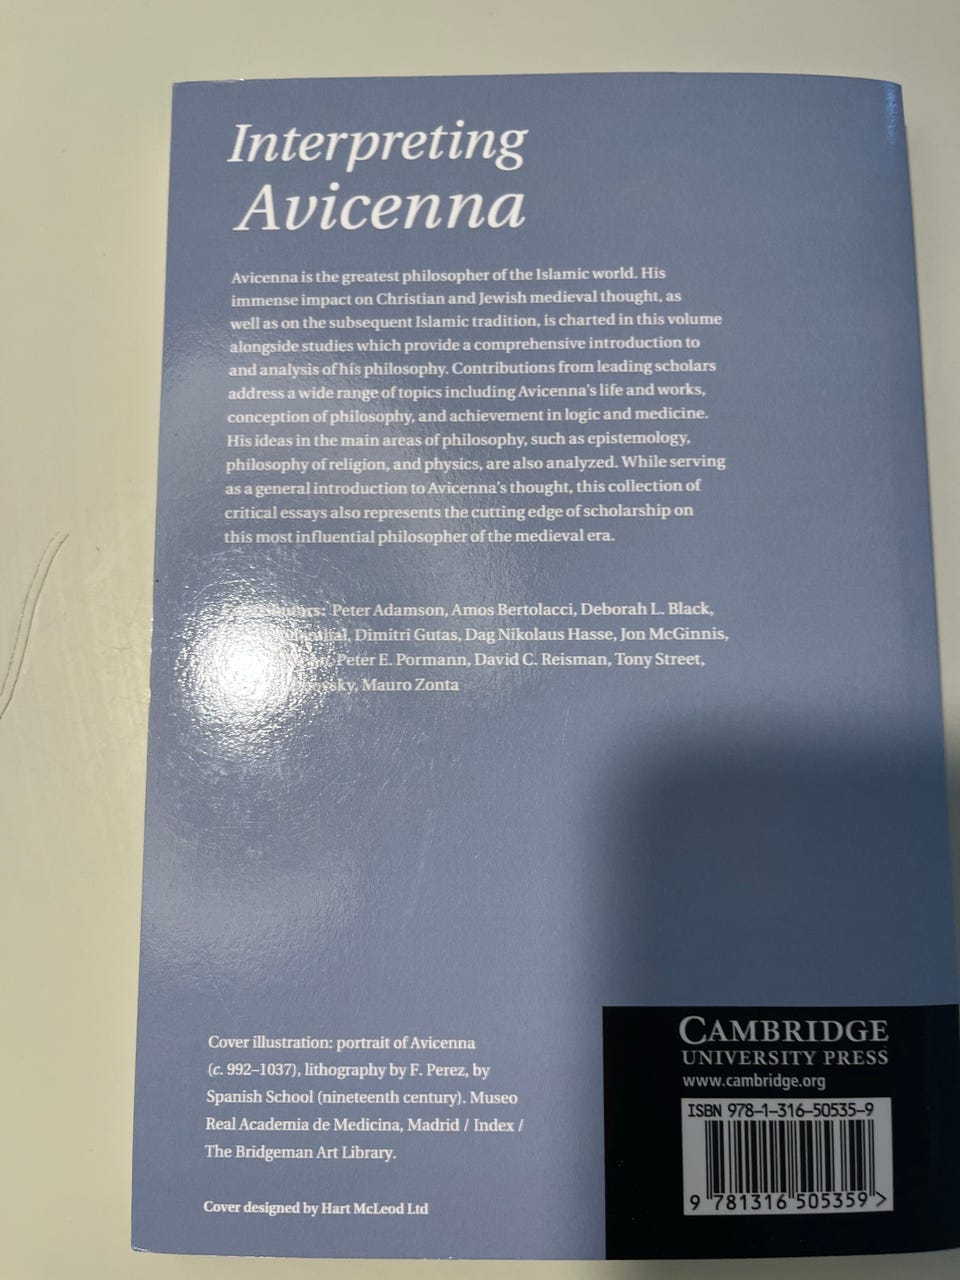 Interpreting
Avicenna
Avicenna is the greatest philosopher of the Islamic world. His
immense impact on Christian and Jewish medieval thought, as
well as on the subsequent Islamic tradition, is charted in this volume
alongside studies which provide a comprehensive introduction to
and analysis of his philosophy. Contributions from leading scholars
address a wide range of topics including Avicenna's life and works,
conception of philosophy, and achievement in logic and medicine.
His ideas in the main areas of philosophy, such as epistemology,
philosophy of religion, and physics, are also analyzed. While serving
as a general introduction to Avicenna's thought, this collection of
critical essays also represents the cutting edge of scholarship on
this most influential philosopher of the medieval era.
Peter Adamson, Amos Bertolacci, Deborah L. Black,
Dimitri Gutas, Dag Nikolaus Hasse, Jon McGinnis,
Peter E. Pormann, David C. Reisman, Tony Street,
Mauro Zonta
Cover illustration: portrait of Avicenna
(c. 992–1037), lithography by F. Perez, by
Spanish School (nineteenth century). Museo
Real Academia de Medicina, Madrid / Index /
The Bridgeman Art Library.
Cover designed by Hart McLeod Ltd
CAMBRIDGE
UNIVERSITY PRESS
www.cambridge.org
ISBN 978-1-316-50535-9
9 781316 505359 >